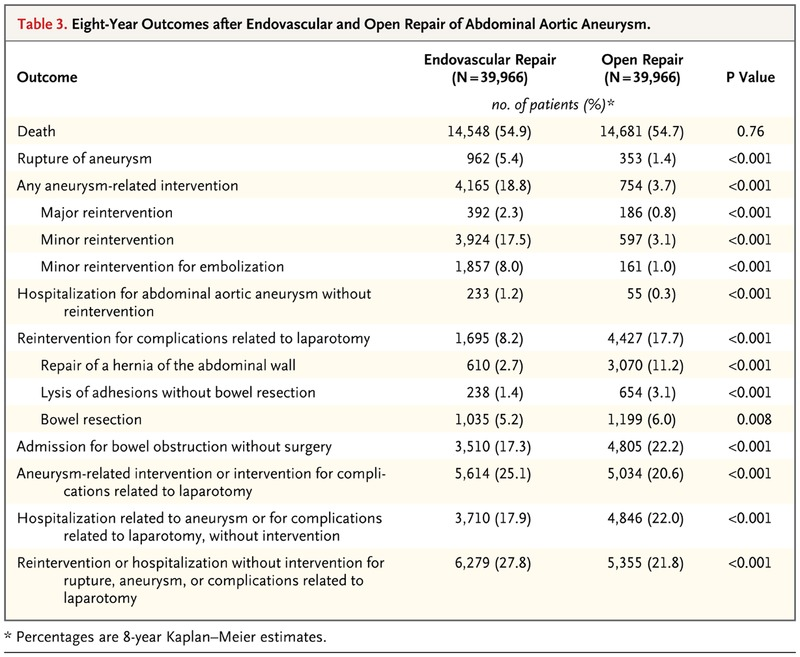 Table 3. Eight-Year Outcomes after Endovascular and Open Repair of Abdominal Aortic Aneurysm.
Outcome Endovascular Repair (N=39,966) Open Repair (N=39,966) P Value
no. of patients (%)*
Death 14,548 (54.9) 14,681 (54.7) 0.76
Rupture of aneurysm 962 (5.4) 353 (1.4) <0.001
Any aneurysm-related intervention 4,165 (18.8) 754 (3.7) <0.001
Major reintervention 392 (2.3) 186 (0.8) <0.001
Minor reintervention 3,924 (17.5) 597 (3.1) <0.001
Minor reintervention for embolization 1,857 (8.0) 161 (1.0) <0.001
Hospitalization for abdominal aortic aneurysm without 233 (1.2) 55 (0.3) <0.001
reintervention
Reintervention for complications related to laparotomy 1,695 (8.2) 4,427 (17.7) <0.001
Repair of a hernia of the abdominal wall 610 (2.7) 3,070 (11.2) <0.001
Lysis of adhesions without bowel resection 238 (1.4) 654 (3.1) <0.001
Bowel resection 1,035 (5.2) 1,199 (6.0) 0.008
Admission for bowel obstruction without surgery 3,510 (17.3) 4,805 (22.2) <0.001
Aneurysm-related intervention or intervention for compli- 5,614 (25.1) 5,034 (20.6) <0.001
cations related to laparotomy
Hospitalization related to aneurysm or for complications 3,710 (17.9) 4,846 (22.0) <0.001
related to laparotomy, without intervention
Reintervention or hospitalization without intervention for 6,279 (27.8) 5,355 (21.8) <0.001
rupture, aneurysm, or complications related to
laparotomy
* Percentages are 8-year Kaplan–Meier estimates.